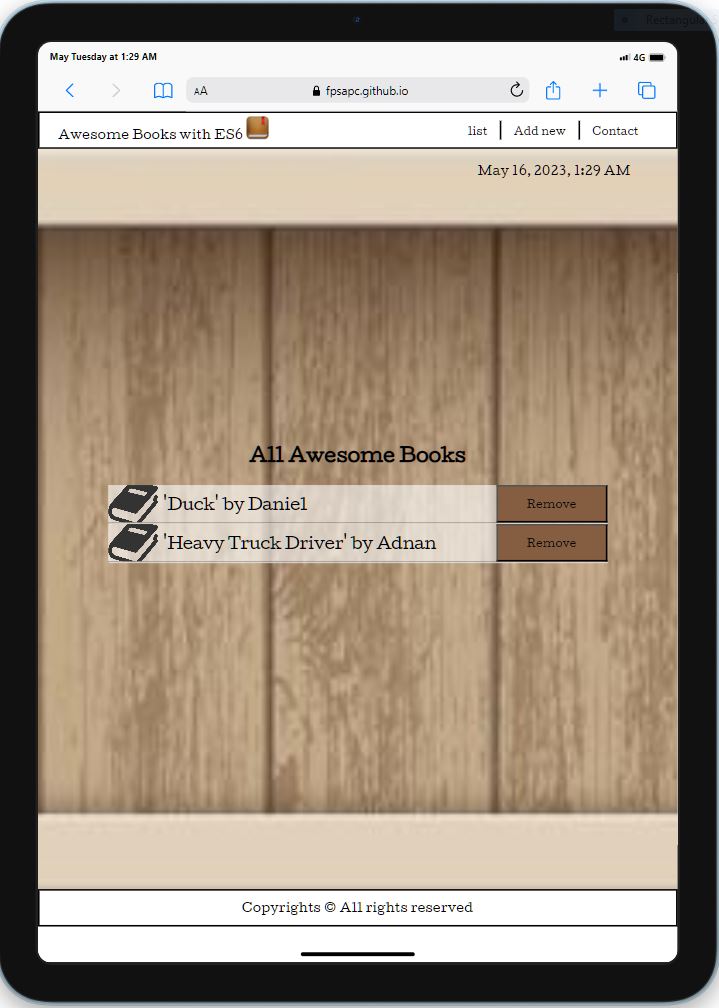 Rectangula
May Tuesday at 1:29 AM
4G
AA
fpsapc.github.io
Awesome Books with ES6
list
Add new
Contact
May 16, 2023, 1:29 AM
All Awesome Books
'Duck' by Daniel
Remove
'Heavy Truck Driver' by Adnan
Remove
Copyrights © All rights reserved